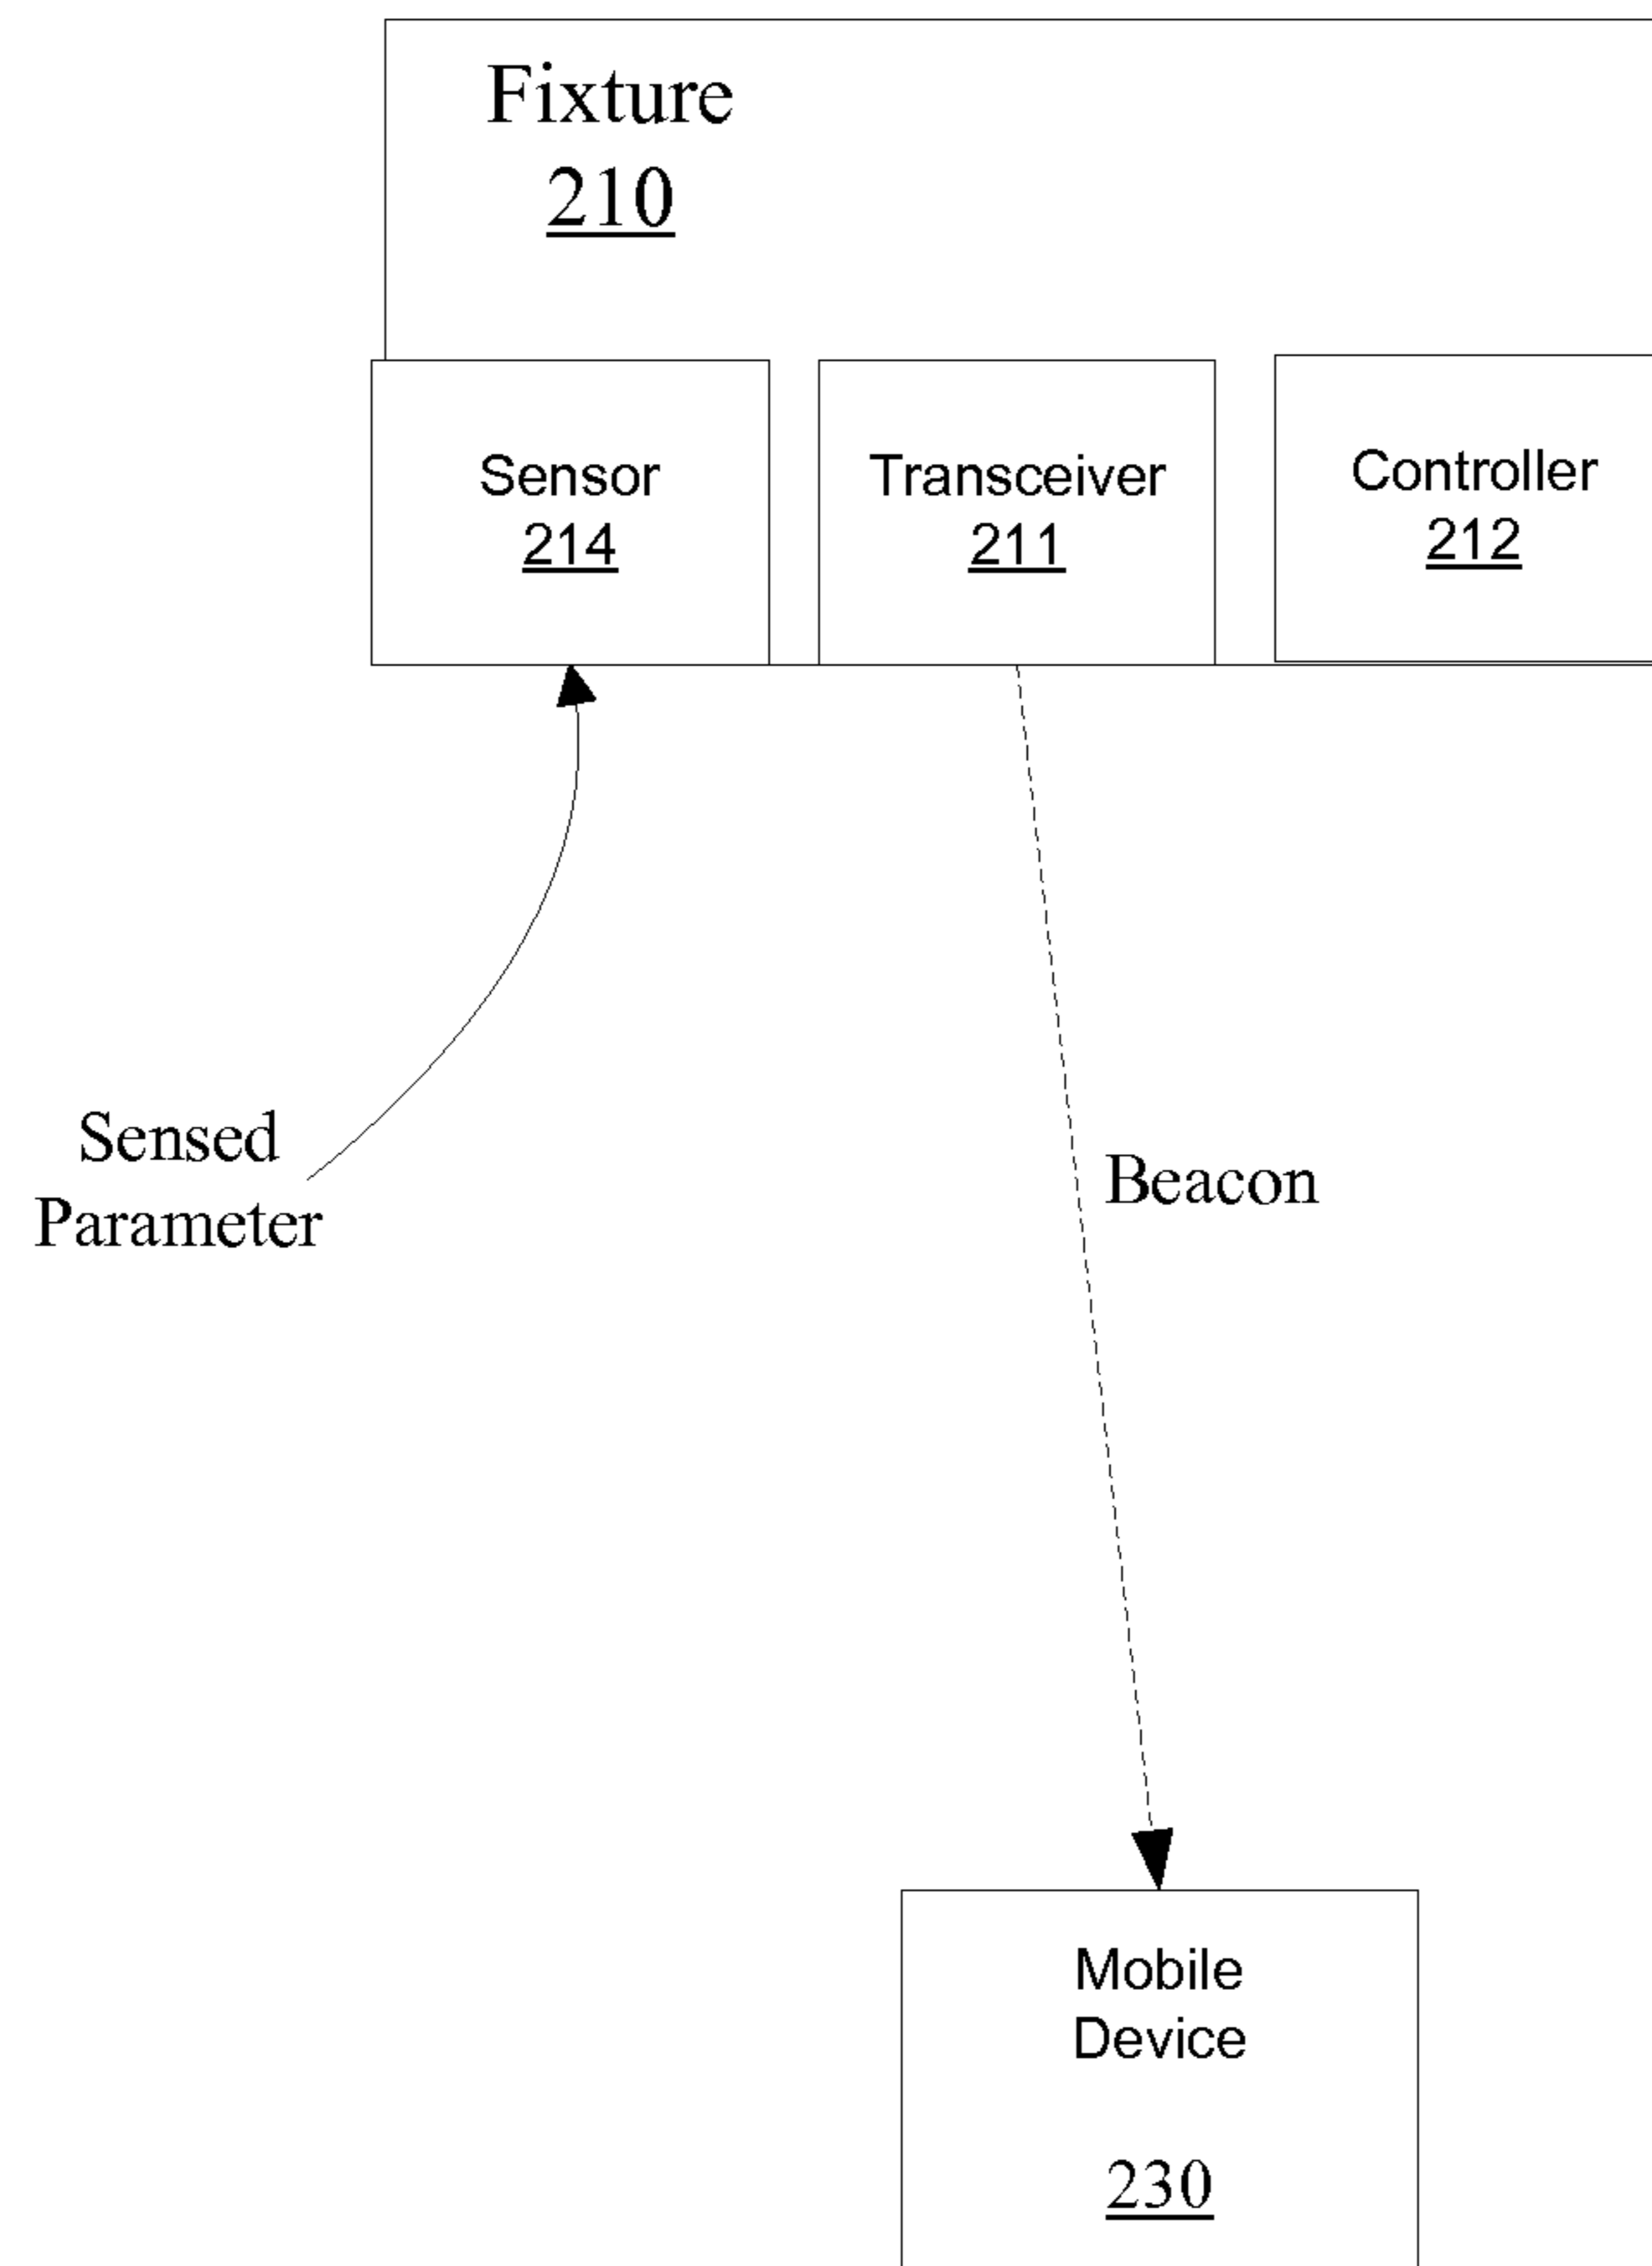 Fixture
210
Sensor
214
Transceiver
211
Controller
212
Sensed
Parameter
Beacon
Mobile
Device
230